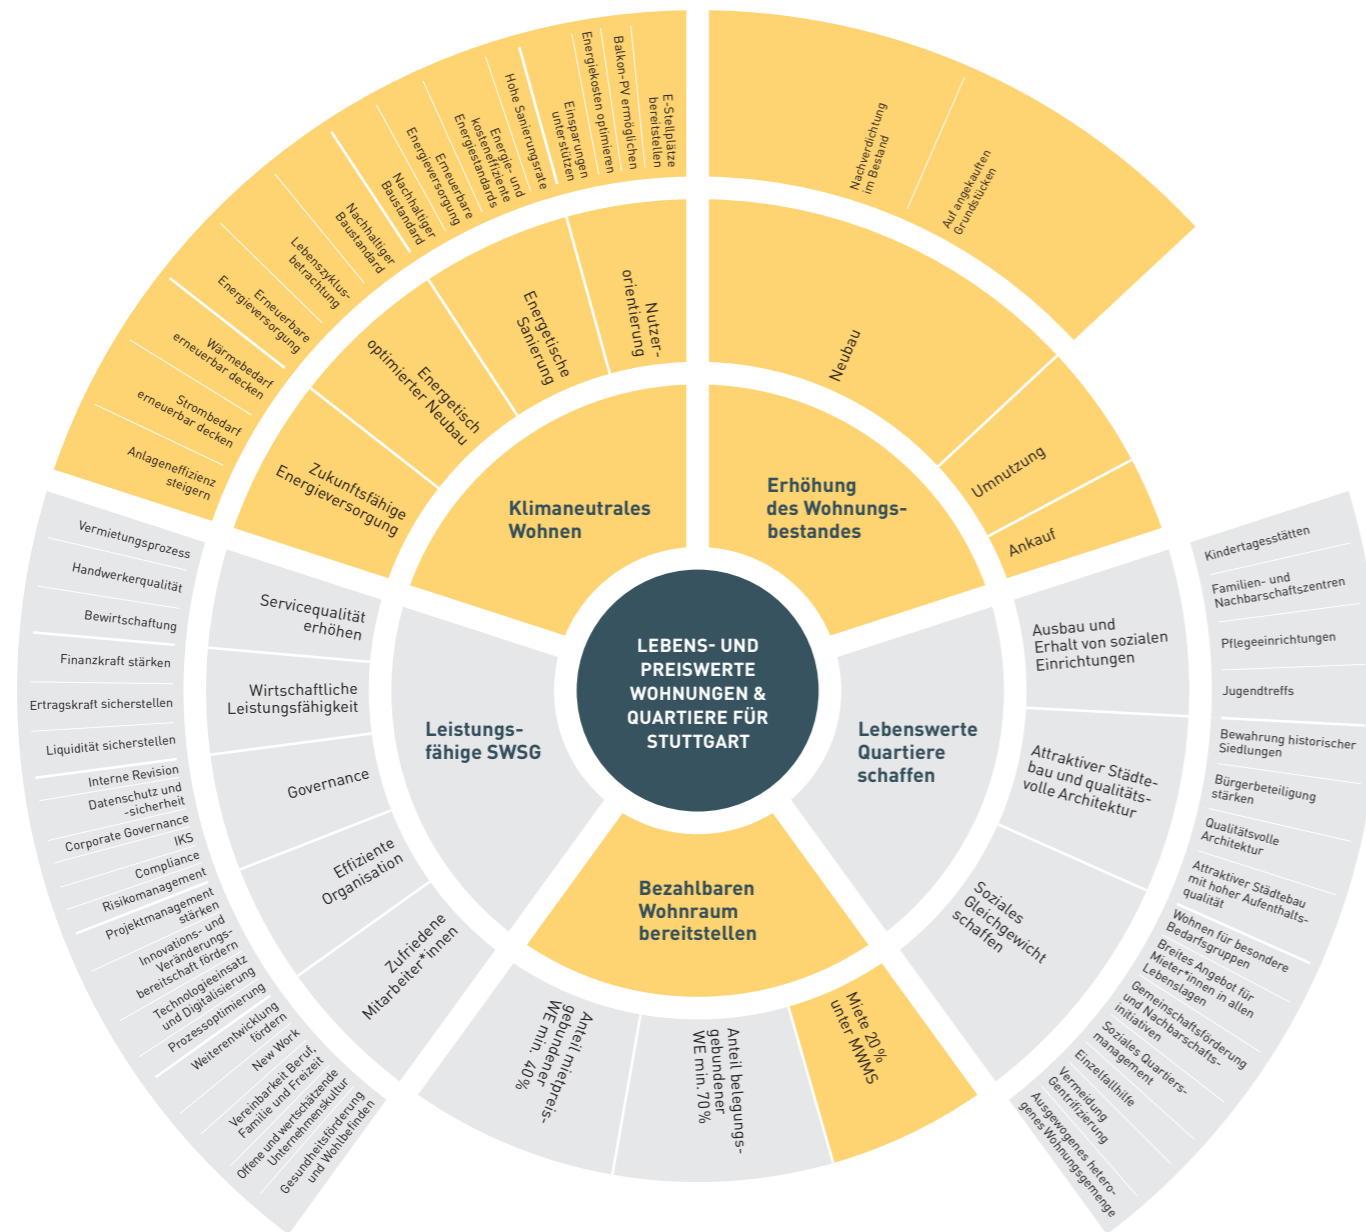 LEBENS- UND
PREISWERTE
WOHNUNGEN &
QUARTIERE FÜR
STUTTGART
Klimaneutrales
Wohnen
Zukunftsfähige
Energieversorgung
Anlageneffizienz
steigern
Strombedarf
erneuerbar decken
Wärmebedarf
erneuerbar decken
Energetisch
optimierter Neubau
Erneuerbare
Energieversorgung
Lebenszyklus-
betrachtung
Nachhaltiger
Baustandard
Energetische
Sanierung
Nachhaltiger
Baustandard
Erneuerbare
Energieversorgung
Energie- und
kosteneffiziente
Energiestandards
Hohe Sanierungsrate
Nutzer-
orientierung
Einsparungen
unterstützen
Energiekosten optimieren
Balkon-PV ermöglichen
E-Stellplätze
bereitstellen
Erhöhung
des Wohnungs-
bestandes
Neubau
Nachverdichtung
im Bestand
Auf angekauften
Grundstücken
Umnutzung
Ankauf
Lebenswerte
Quartiere
schaffen
Ausbau und
Erhalt von sozialen
Einrichtungen
Kindertagesstätten
Familien- und
Nachbarschaftszentren
Pflegeeinrichtungen
Jugendtreffs
Attraktiver Städte-
bau und qualitäts-
volle Architektur
Bewahrung historischer
Siedlungen
Bürgerbeteiligung
stärken
Qualitätsvolle
Architektur
Attraktiver Städtebau
mit hoher Aufenthalts-
qualität
Soziales
Gleichgewicht
schaffen
Wohnen für besondere
Bedarfsgruppen
Breites Angebot für
Mieter*innen in allen
Lebenslagen
Gemeinschaftsförderung
und Nachbarschafts-
initiativen
Soziales Quartiers-
management
Einzelfallhilfe
Vermeidung
Gentrifizierung
Ausgewogenes hetero-
genes Wohnungsgemenge
Bezahlbaren
Wohnraum
bereitstellen
Miete 20 %
unter MWMS
Anteil belegungs-
gebundener
WE min. 70 %
Anteil mietpreis-
gebundener
WE min. 40 %
Leistungs-
fähige SWSG
Servicequalität
erhöhen
Vermietungsprozess
Handwerkerqualität
Bewirtschaftung
Wirtschaftliche
Leistungsfähigkeit
Finanzkraft stärken
Ertragskraft sicherstellen
Liquidität sicherstellen
Governance
Interne Revision
Datenschutz und
-sicherheit
Corporate Governance
IKS
Compliance
Risikomanagement
Effiziente
Organisation
Projektmanagement
stärken
Innovations- und
Veränderungs-
bereitschaft fördern
Technologieeinsatz
und Digitalisierung
Prozessoptimierung
Zufriedene
Mitarbeiter*innen
Weiterentwicklung
fördern
New Work
Vereinbarkeit Beruf,
Familie und Freizeit
Offene und wertschätzende
Unternehmenskultur
Gesundheitsförderung
und Wohlbefinden